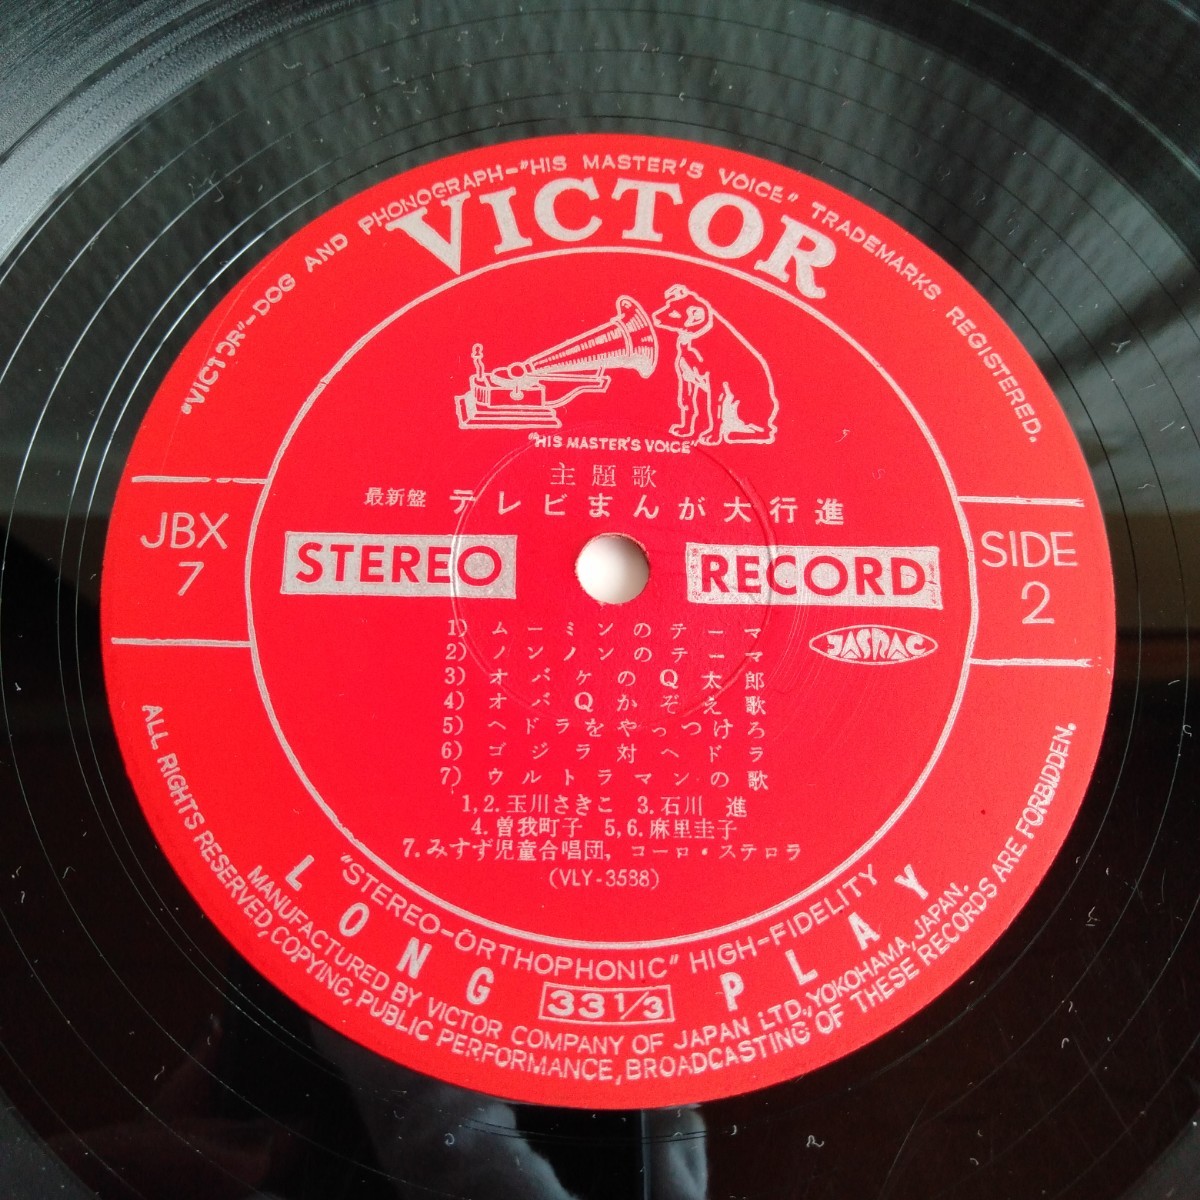 "VICTOR"-DOG AND PHONOGRAPH-"HIS MASTER'S VOICE" TRADEMARKS REGISTERED.
VICTOR
"HIS MASTER'S VOICE"
主題歌
最新盤 テレビまんが大行進
JBX
7
STEREO RECORD
SIDE
2
JASRAC
1) ムーミンのテーマ
2) ノンノンのテーマ
3) オバケのQ太郎
4) オバQかぞえ歌
5) ヘドラをやっつけろ
6) ゴジラ対ヘドラ
7) ウルトラマンの歌
1,2.玉川さきこ 3.石川 進
4.曽我町子 5,6.麻里圭子
7.みすず児童合唱団, コーロ・ステロラ
(VLY-3588)
"STEREO-ORTHOPHONIC" HIGH-FIDELITY
LONG PLAY
33 1/3
MANUFACTURED BY VICTOR COMPANY OF JAPAN LTD., YOKOHAMA, JAPAN.
ALL RIGHTS RESERVED, COPYING, PUBLIC PERFORMANCE, BROADCASTING OF THESE RECORDS ARE FORBIDDEN.